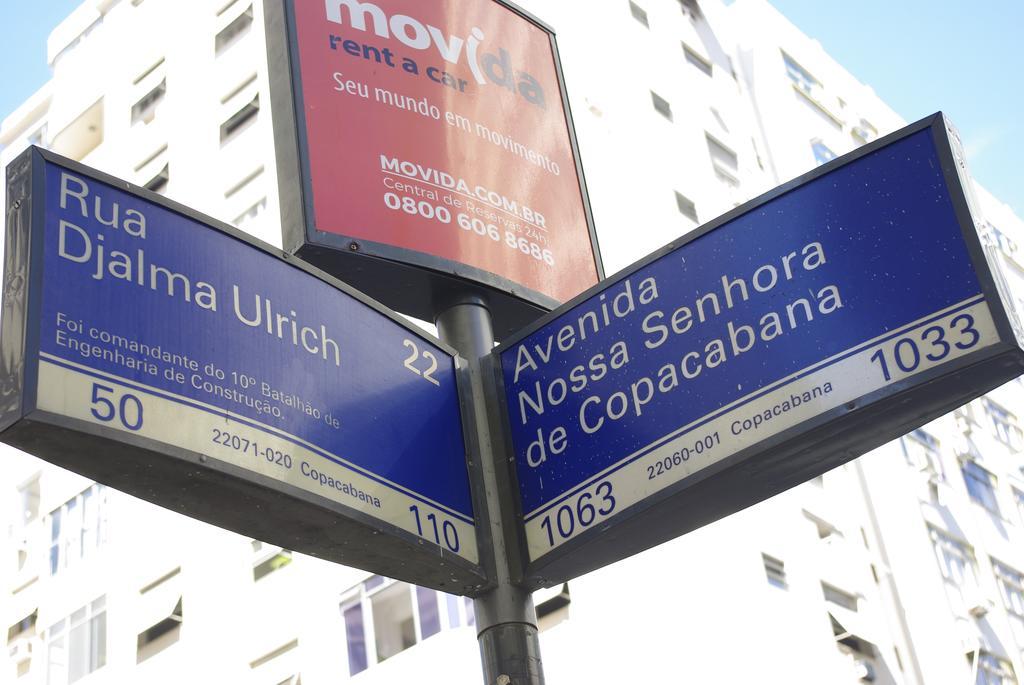 movida
rent a car
Seu mundo em movimento
MOVIDA.COM.BR
Central de Reservas 24h
0800 606 8686
Rua
Djalma Ulrich
22
Foi comandante do 10º Batalhão de
Engenharia de Construção.
50 22071-020 Copacabana 110
Avenida
Nossa Senhora
de Copacabana
1063 22060-001 Copacabana 1033